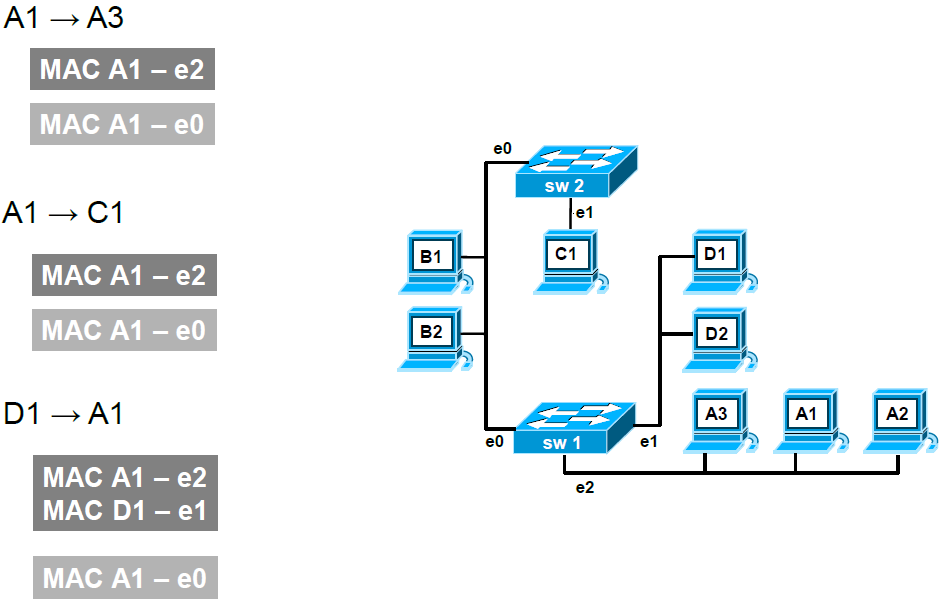 A1 → A3
MAC A1 – e2
MAC A1 – e0
A1 → C1
MAC A1 – e2
MAC A1 – e0
D1 → A1
MAC A1 – e2
MAC D1 – e1
MAC A1 – e0
e0
sw 2
e1
B1
C1
D1
B2
D2
A3
A1
A2
e0
sw 1
e1
e2